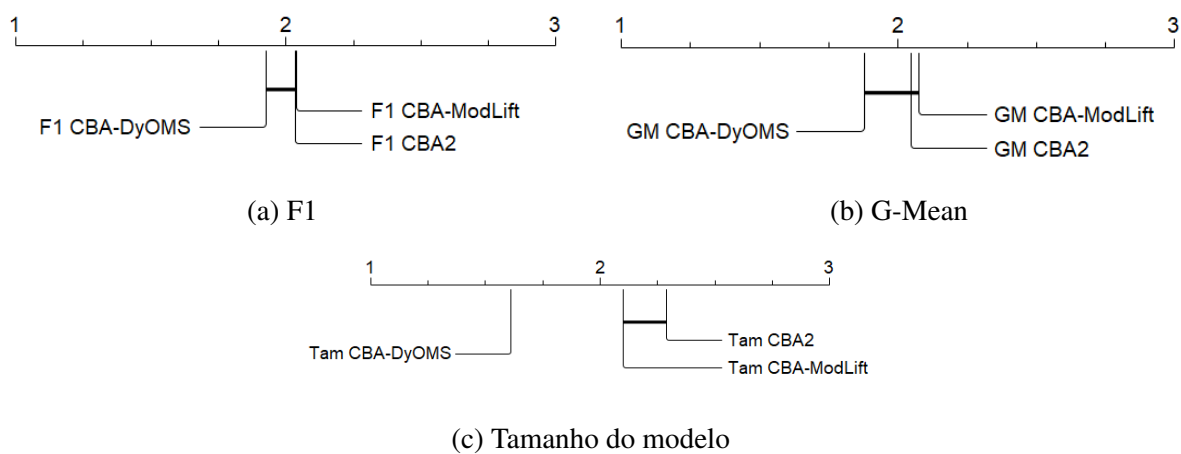 1 2 3
F1 CBA-DyOMS
F1 CBA-ModLift
F1 CBA2
(a) F1
1 2 3
GM CBA-DyOMS
GM CBA-ModLift
GM CBA2
(b) G-Mean
1 2 3
Tam CBA-DyOMS
Tam CBA2
Tam CBA-ModLift
(c) Tamanho do modelo